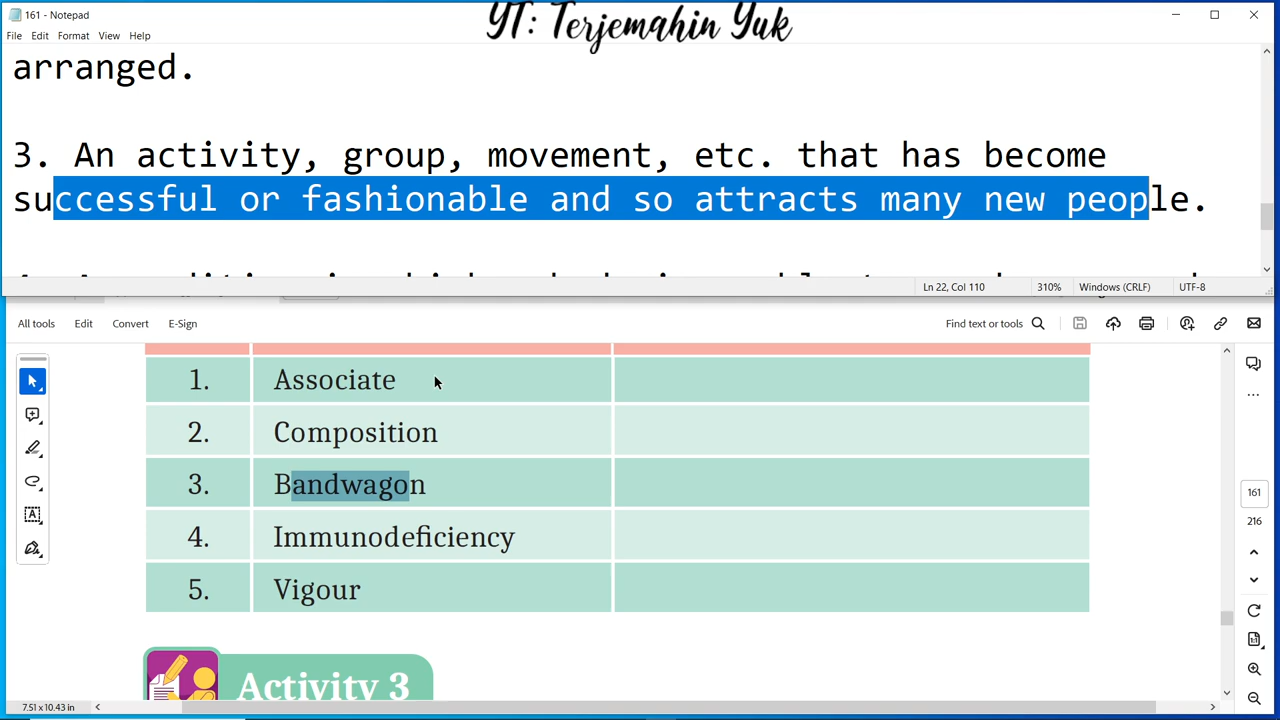 161 - Notepad
YT: Terjemahin Yuk
File Edit Format View Help
arranged.
3. An activity, group, movement, etc. that has become
successful or fashionable and so attracts many new people.
Ln 22, Col 110 310% Windows (CRLF) UTF-8
All tools Edit Convert E-Sign Find text or tools
1. Associate
2. Composition
3. Bandwagon
4. Immunodeficiency
5. Vigour
161
216
Activity 3
7.51 x 10.43 in